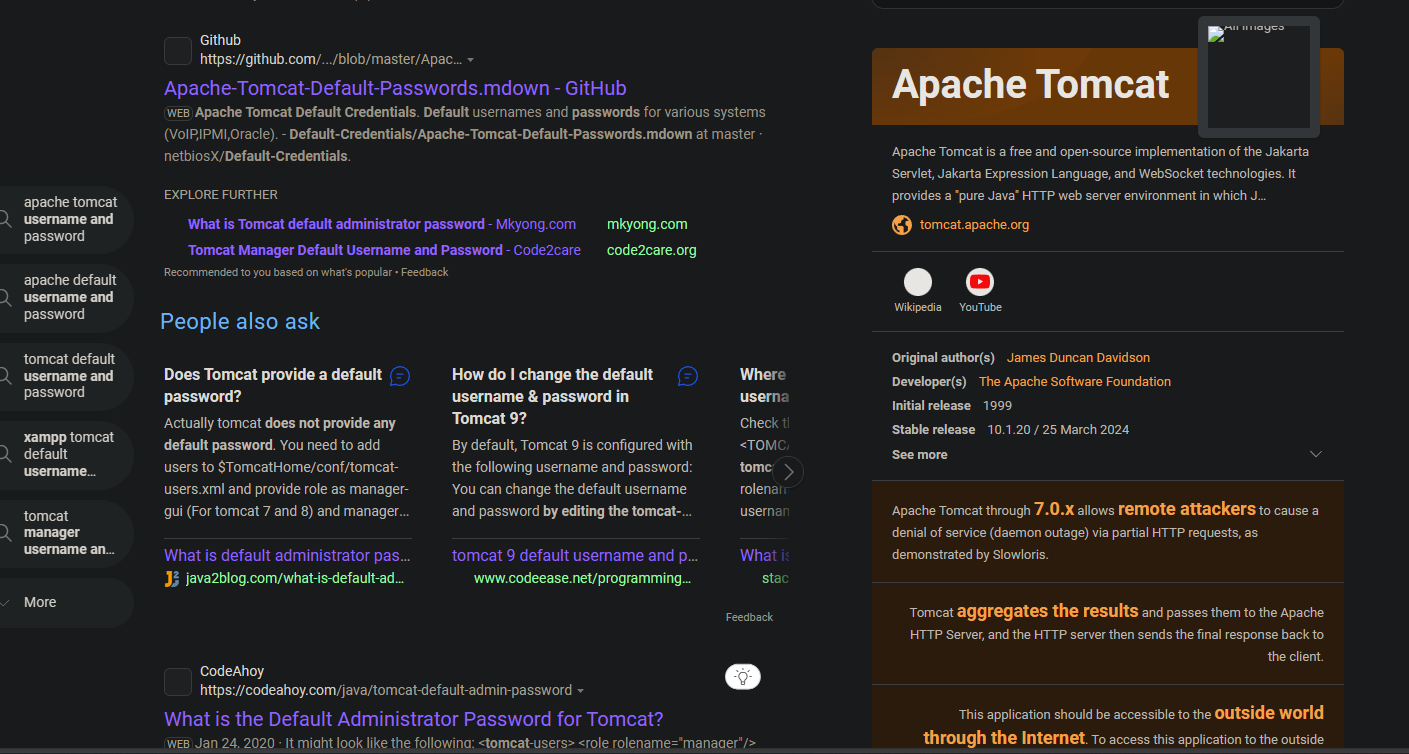 Github
https://github.com/.../blob/master/Apac...
Apache-Tomcat-Default-Passwords.mdown - GitHub
WEB Apache Tomcat Default Credentials. Default usernames and passwords for various systems
(VoIP,IPMI,Oracle). - Default-Credentials/Apache-Tomcat-Default-Passwords.mdown at master ·
netbiosX/Default-Credentials.
EXPLORE FURTHER
What is Tomcat default administrator password - Mkyong.com
mkyong.com
Tomcat Manager Default Username and Password - Code2care
code2care.org
Recommended to you based on what's popular • Feedback
apache tomcat
username and
password
apache default
username and
password
tomcat default
username and
password
xampp tomcat
default
username...
tomcat
manager
username an...
More
People also ask
Does Tomcat provide a default
password?
Actually tomcat does not provide any
default password. You need to add
users to $TomcatHome/conf/tomcat-
users.xml and provide role as manager-
gui (For tomcat 7 and 8) and manager...
What is default administrator pas...
java2blog.com/what-is-default-ad...
How do I change the default
username & password in
Tomcat 9?
By default, Tomcat 9 is configured with
the following username and password:
You can change the default username
and password by editing the tomcat-...
tomcat 9 default username and p...
www.codeease.net/programming...
Where
userna
Check t
<TOMC
tomc
rolenan
usernan
What is
stac
Feedback
CodeAhoy
https://codeahoy.com/java/tomcat-default-admin-password
What is the Default Administrator Password for Tomcat?
WEB Jan 24, 2020 · It might look like the following: <tomcat-users> <role rolename="manager"/>
All Images
Apache Tomcat
Apache Tomcat is a free and open-source implementation of the Jakarta
Servlet, Jakarta Expression Language, and WebSocket technologies. It
provides a "pure Java" HTTP web server environment in which J...
tomcat.apache.org
Wikipedia
YouTube
Original author(s) James Duncan Davidson
Developer(s) The Apache Software Foundation
Initial release 1999
Stable release 10.1.20 / 25 March 2024
See more
Apache Tomcat through 7.0.x allows remote attackers to cause a
denial of service (daemon outage) via partial HTTP requests, as
demonstrated by Slowloris.
Tomcat aggregates the results and passes them to the Apache
HTTP Server, and the HTTP server then sends the final response back to
the client.
This application should be accessible to the outside world
through the Internet. To access this application to the outside